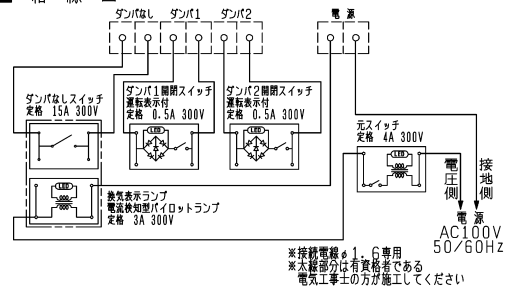 ダンパなし ダンパ1 ダンパ2 電 源
ダンパなしスイッチ
定格 15A 300V
ダンパ1開閉スイッチ
運転表示付
定格 0.5A 300V
LED
ダンパ2開閉スイッチ
運転表示付
定格 0.5A 300V
LED
元スイッチ
定格 4A 300V
LED
LED
換気表示ランプ
電流検知型パイロットランプ
定格 3A 300V
電圧側
接地側
電 源
AC100V
50/60Hz
※接続電線φ1.6専用
※太線部分は有資格者である
電気工事士の方が施工してください